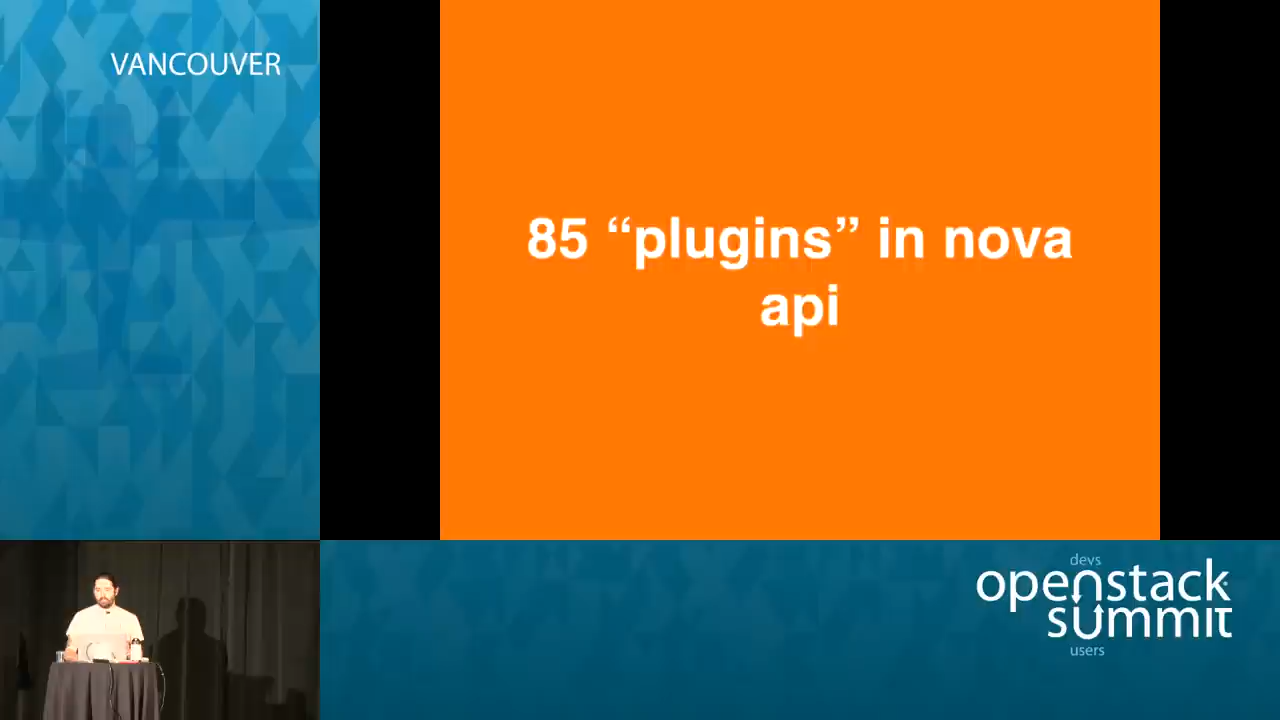 VANCOUVER
85 “plugins” in nova
api
devs
openstack
summit
users